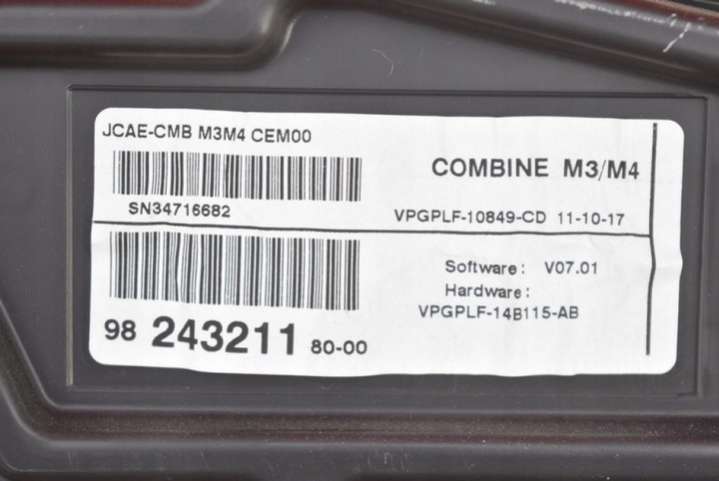 JCAE-CMB M3M4 CEM00
SN34716682
98 243211 80-00
COMBINE M3/M4
VPGPLF-10849-CD 11-10-17
Software: V07.01
Hardware:
VPGPLF-14B115-AB